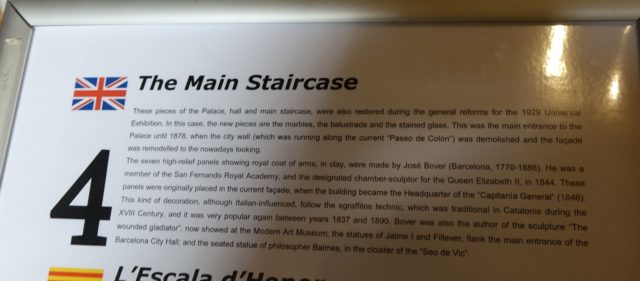 The Main Staircase
These pieces of the Palace, hall and main staircase, were also restored during the general reforms for the 1929 Universal
Exhibition. In this case, the new pieces are the marbles, the balustrado and the stained glass. This was the main entrance to the
Palace until 1878, when the city wall (which was running along the current "Paseo de Colón") was demolished and the façade
was remodelled to the nowadays looking.
4
The seven high-relief panels showing royal coat of arms, in clay, were made by José Bover (Barcelona, 1770-1866). He was a
member of the San Fernando Royal Academy, and the designated chamber-sculptor for the Queen Elizabeth II, in 1844. These
panels were originally placed in the current façade, when the building became the Headquarter of the "Capitanía General" (1846).
This kind of decoration, although Italian-influenced, follow the sgraffitos technic, which was traditional in Catalonia during the
XVIII Century, and it was very popular again between years 1837 and 1890. Bover was also the author of the sculpture "The
wounded gladiator", now showed at the Modern Art Museum; the statues of Jaime I and Fillever, flank the main entrance of the
Barcelona City Hall; and the seated statue of philosopher Balmes, in the cloister of the "Seo de Vic".
L'Escala d'Honor